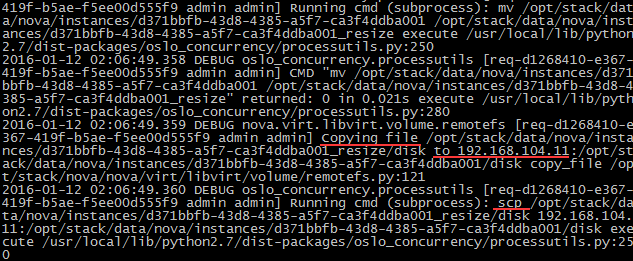 419f-b5ae-f5ee00d555f9 admin admin] Running cmd (subprocess): mv /opt/stack/da
ta/nova/instances/d371bbfb-43d8-4385-a5f7-ca3f4ddba001 /opt/stack/data/nova/inst
ances/d371bbfb-43d8-4385-a5f7-ca3f4ddba001_resize execute /usr/local/lib/python
2.7/dist-packages/oslo_concurrency/processutils.py:250
2016-01-12 02:06:49.358 DEBUG oslo_concurrency.processutils [req-d1268410-e367-
419f-b5ae-f5ee00d555f9 admin admin] CMD "mv /opt/stack/data/nova/instances/d371
bbfb-43d8-4385-a5f7-ca3f4ddba001 /opt/stack/data/nova/instances/d371bbfb-43d8-4
385-a5f7-ca3f4ddba001_resize" returned: 0 in 0.021s execute /usr/local/lib/pyth
on2.7/dist-packages/oslo_concurrency/processutils.py:280
2016-01-12 02:06:49.359 DEBUG nova.virt.libvirt.volume.remotefs [req-d1268410-e
367-419f-b5ae-f5ee00d555f9 admin admin] Copying file /opt/stack/data/nova/instan
ces/d371bbfb-43d8-4385-a5f7-ca3f4ddba001_resize/disk to 192.168.104.11:/opt/sta
ck/data/nova/instances/d371bbfb-43d8-4385-a5f7-ca3f4ddba001/disk copy_file /op
t/stack/nova/nova/virt/libvirt/volume/remotefs.py:121
2016-01-12 02:06:49.360 DEBUG oslo_concurrency.processutils [req-d1268410-e367-
419f-b5ae-f5ee00d555f9 admin admin] Running cmd (subprocess): scp /opt/stack/da
ta/nova/instances/d371bbfb-43d8-4385-a5f7-ca3f4ddba001_resize/disk 192.168.104.
11:/opt/stack/data/nova/instances/d371bbfb-43d8-4385-a5f7-ca3f4ddba001/disk exe
cute /usr/local/lib/python2.7/dist-packages/oslo_concurrency/processutils.py:25
0